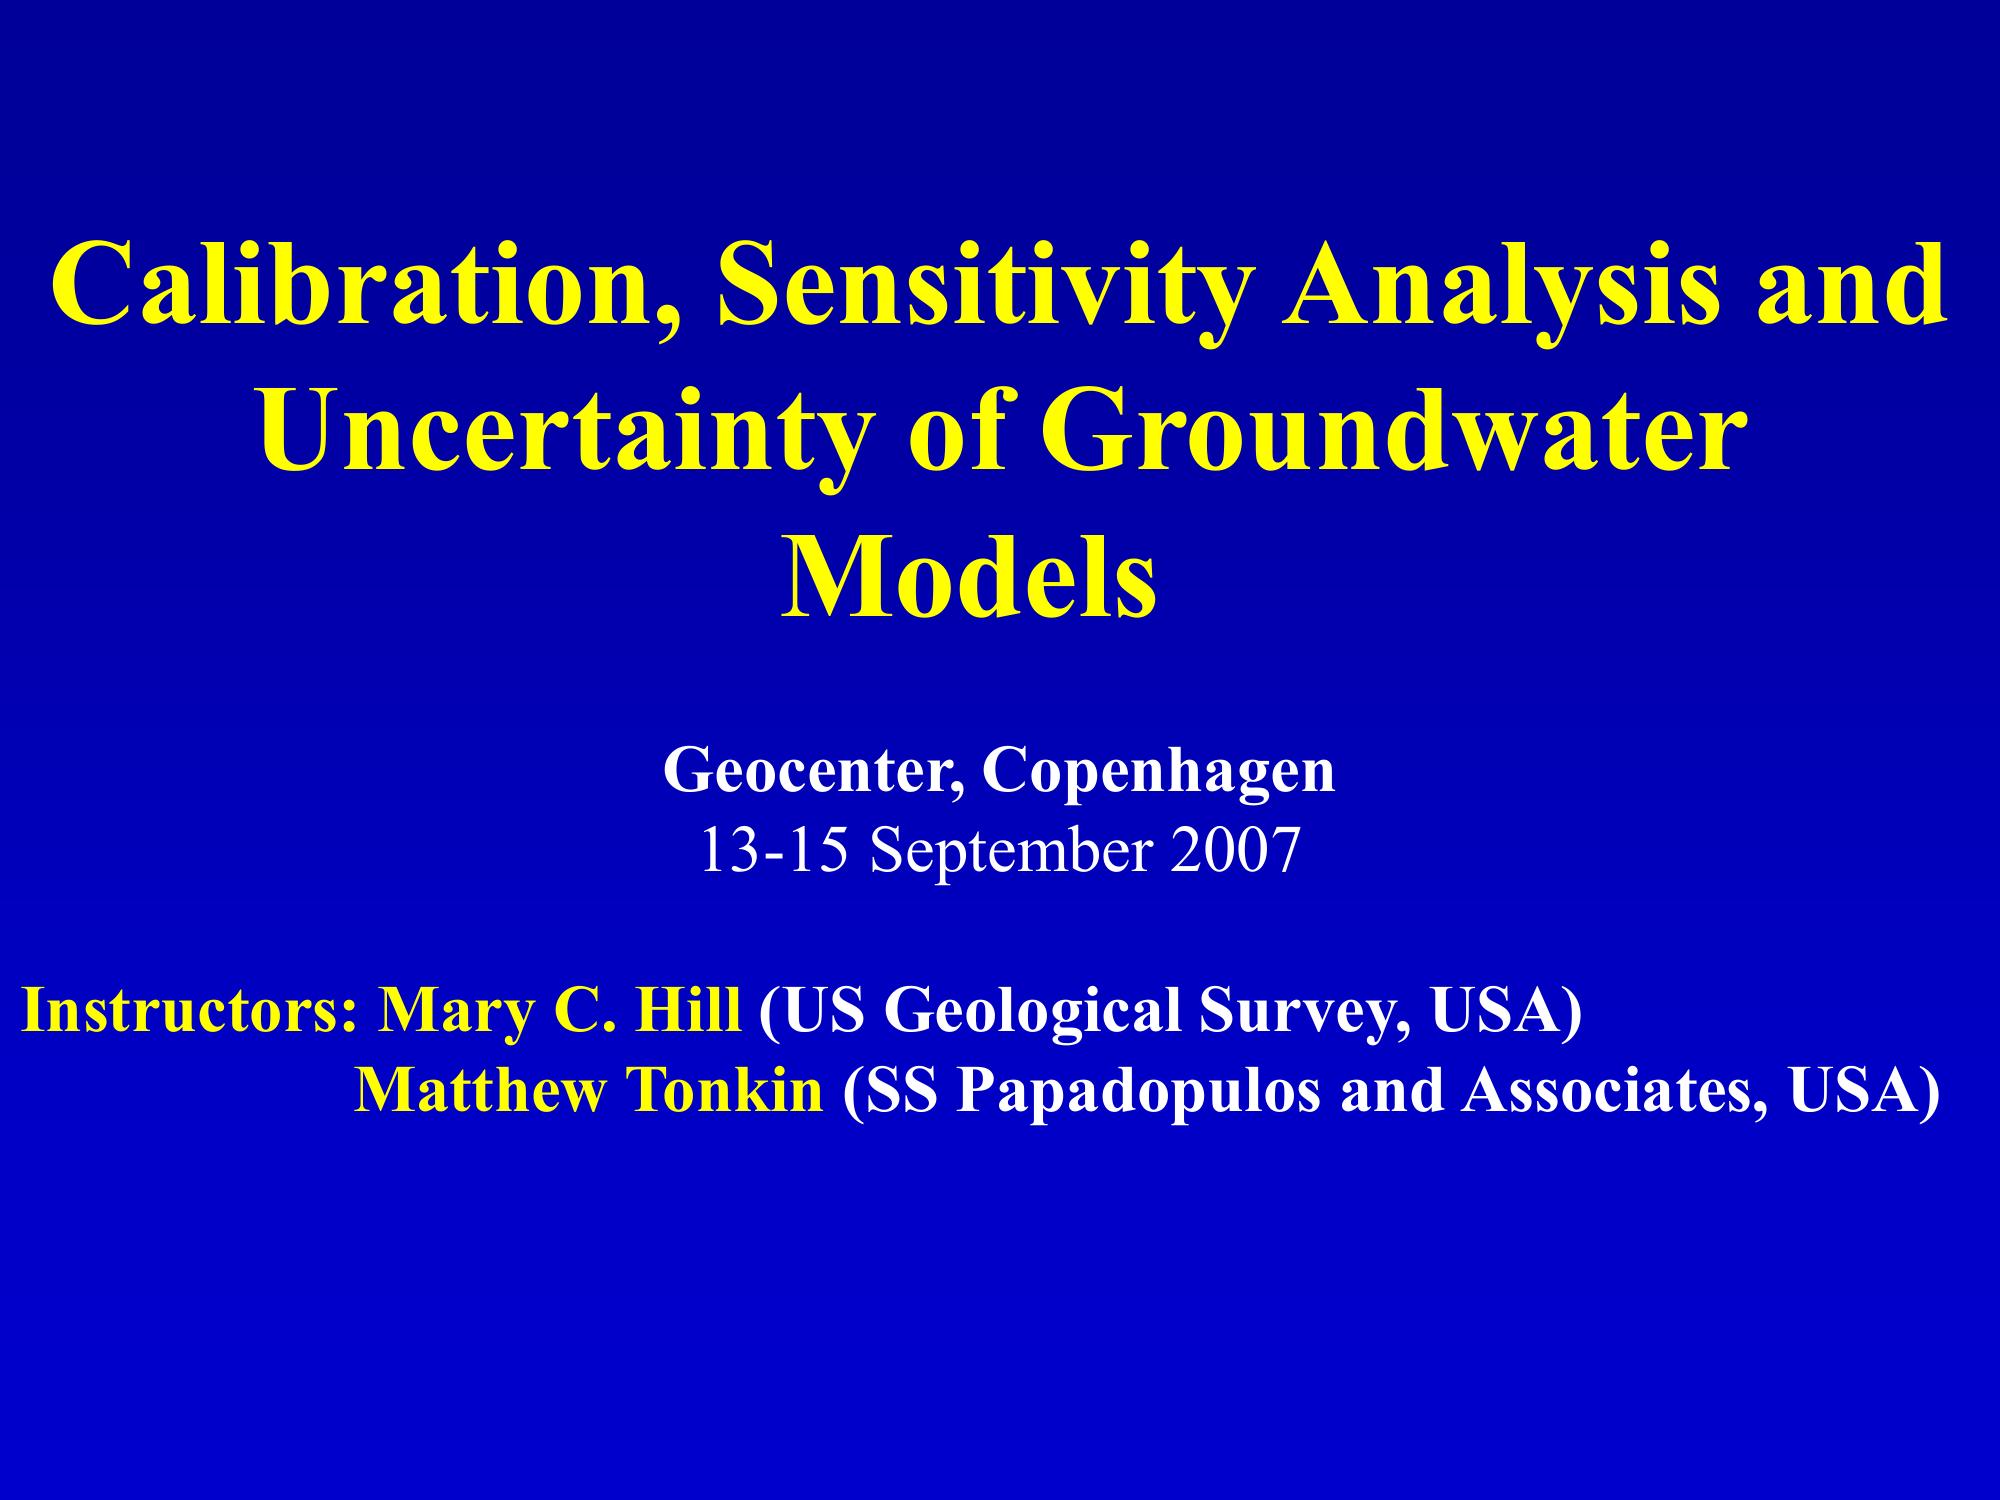 Calibration, Sensitivity Analysis and
Uncertainty of Groundwater
Models
Geocenter, Copenhagen
13-15 September 2007
Instructors: Mary C. Hill (US Geological Survey, USA)
Matthew Tonkin (SS Papadopulos and Associates, USA)